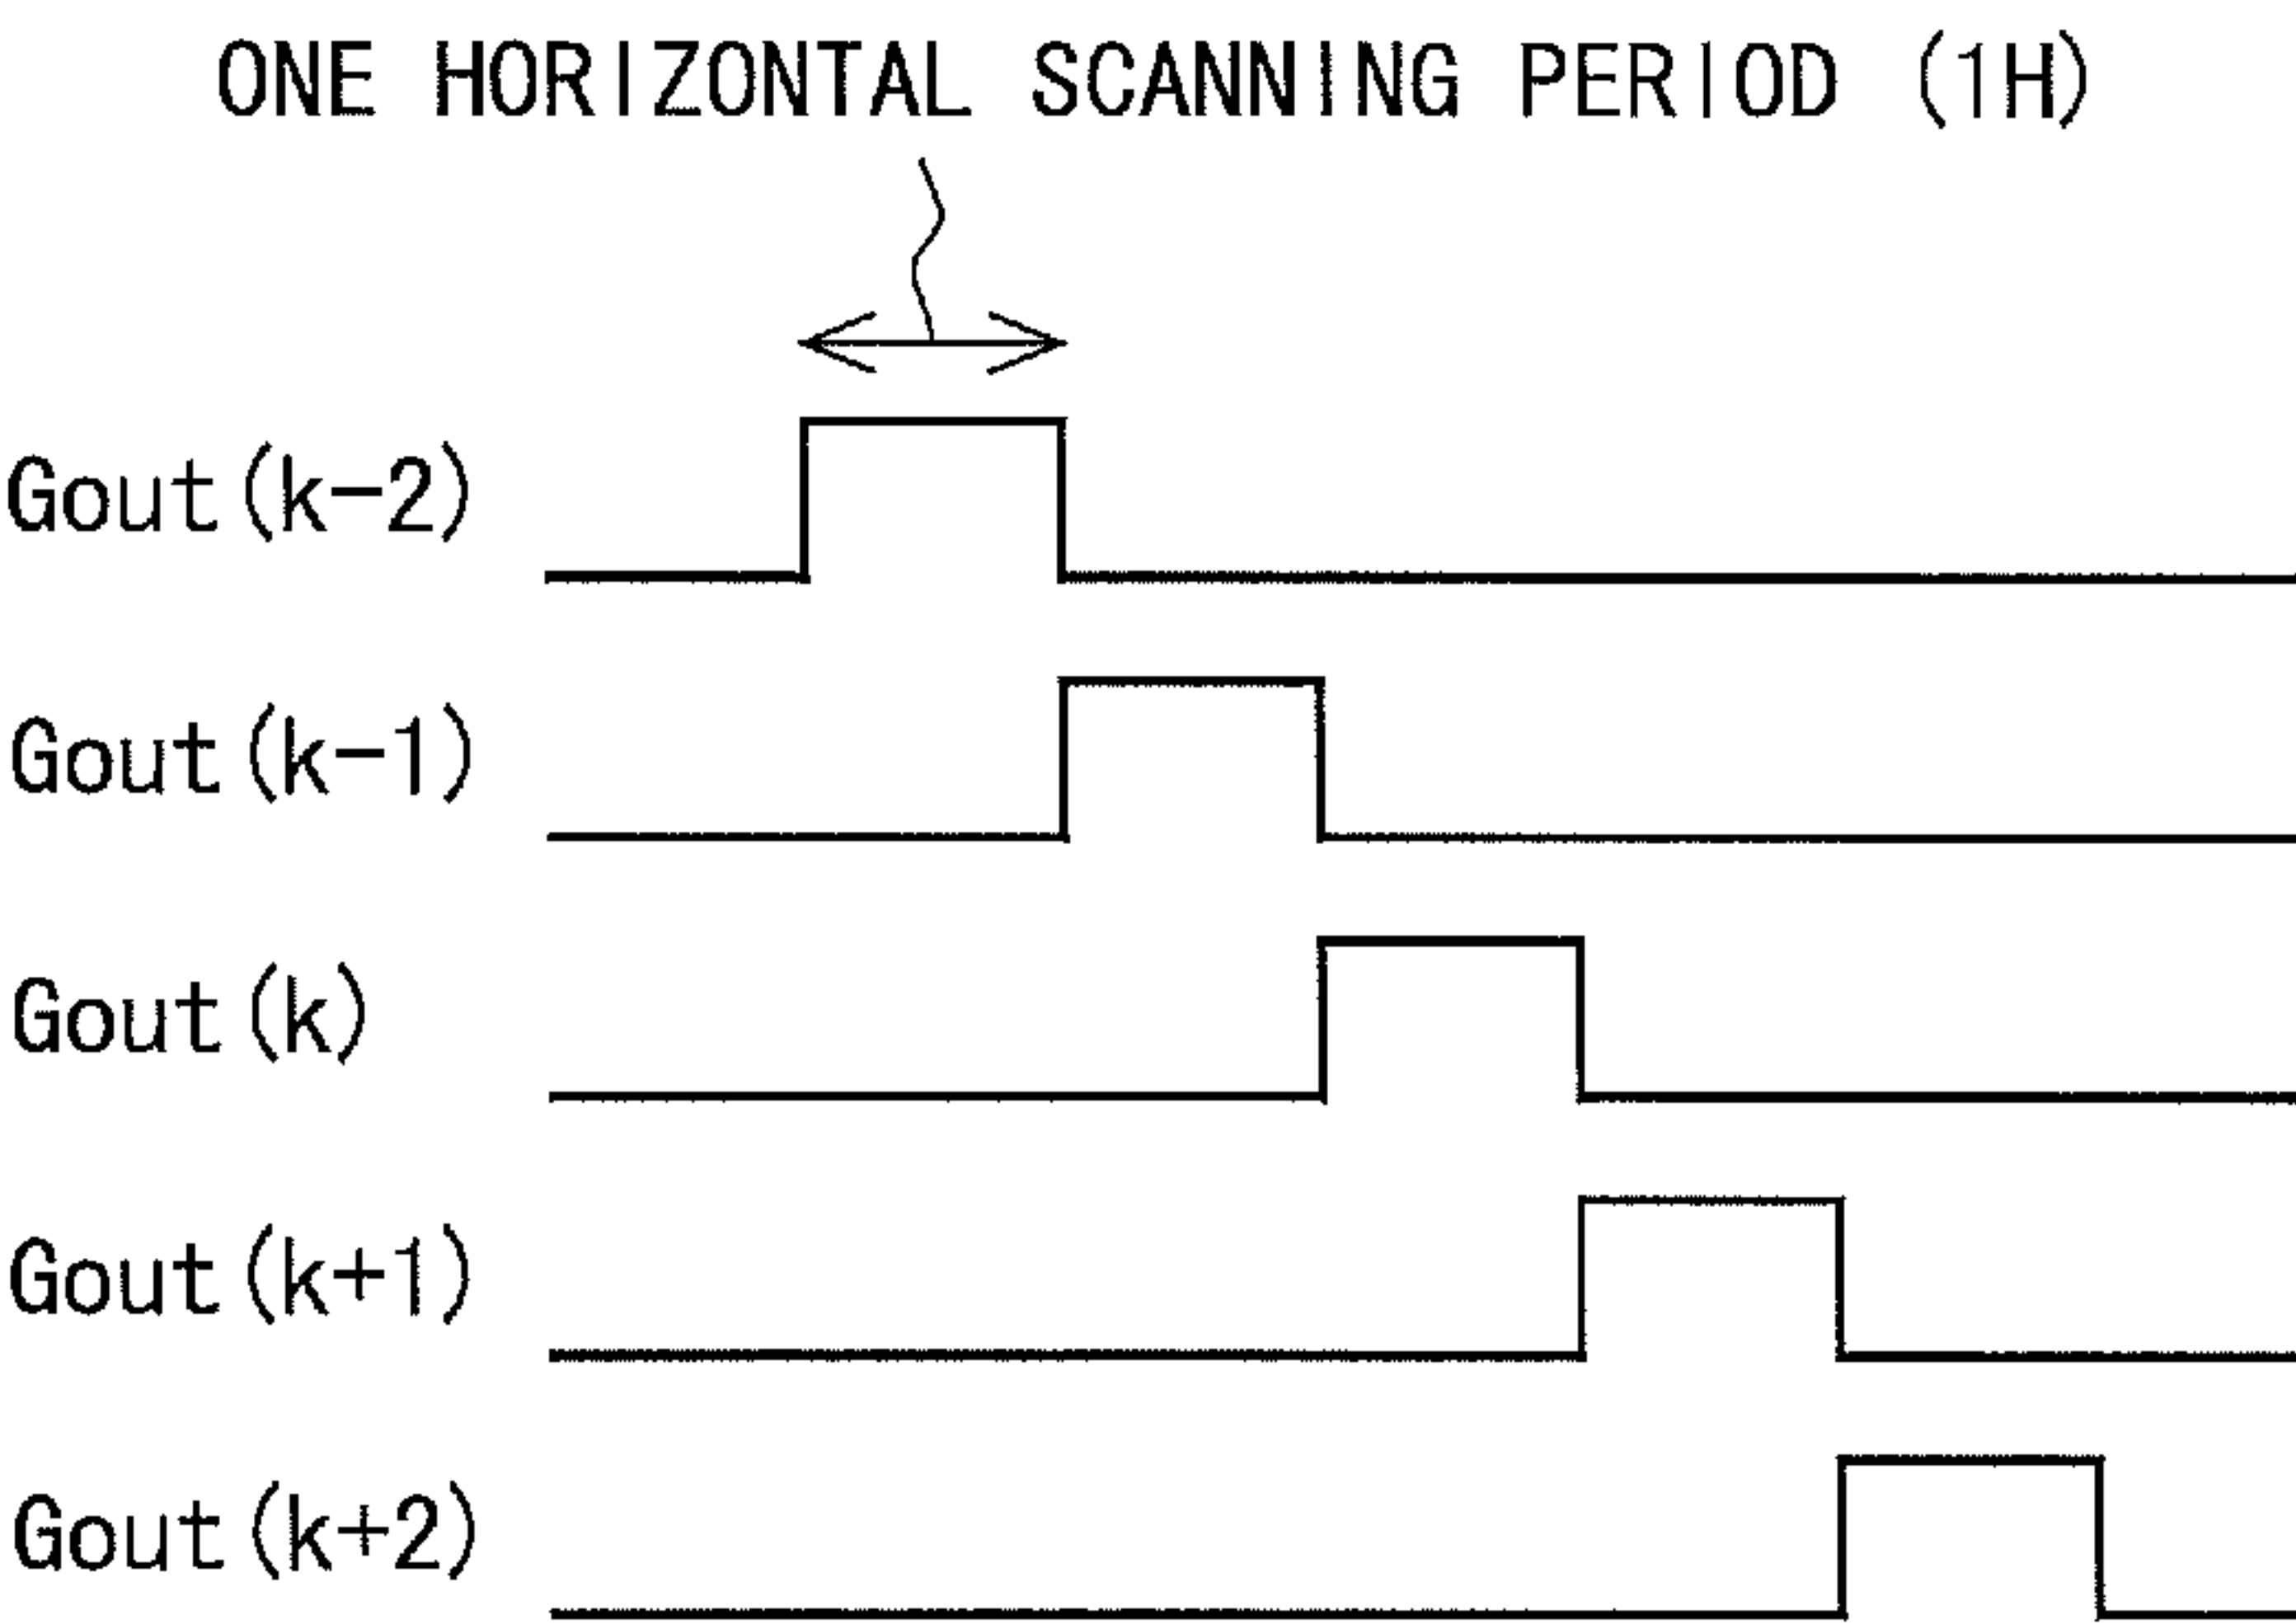 ONE HORIZONTAL SCANNING PERIOD (1H)
Gout(k-2)
Gout(k-1)
Gout(k)
Gout(k+1)
Gout(k+2)